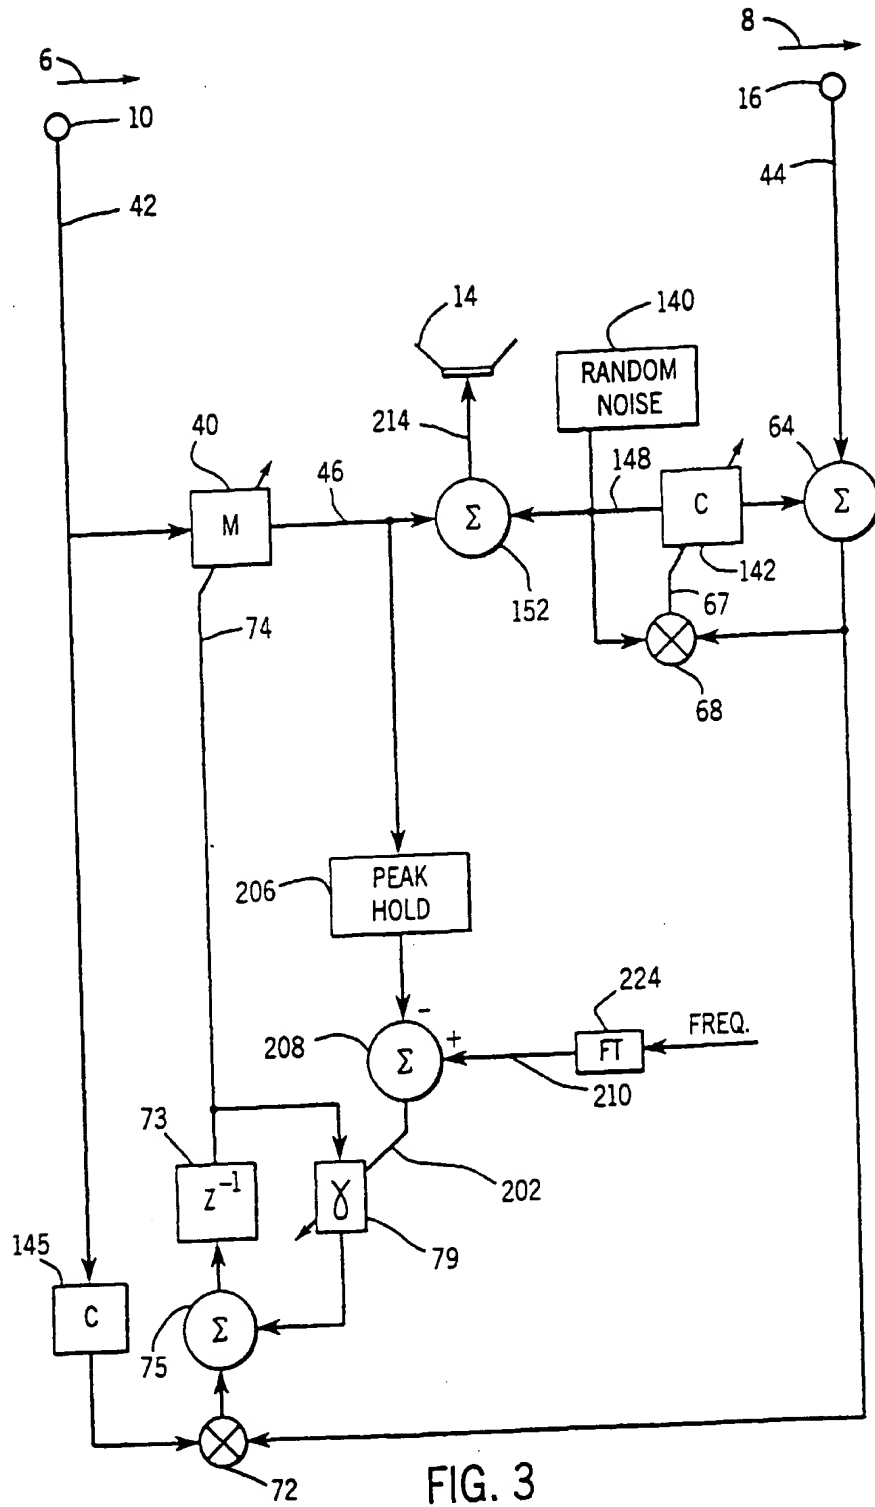 8
6
16
10
44
42
14
140
RANDOM
NOISE
214
40
64
46
148
M
Σ
C
Σ
142
152
67
74
68
PEAK
HOLD
206
224
-
FREQ.
208
+
Σ
FT
210
73
Z⁻¹
γ
202
145
79
C
Σ
75
72
FIG. 3